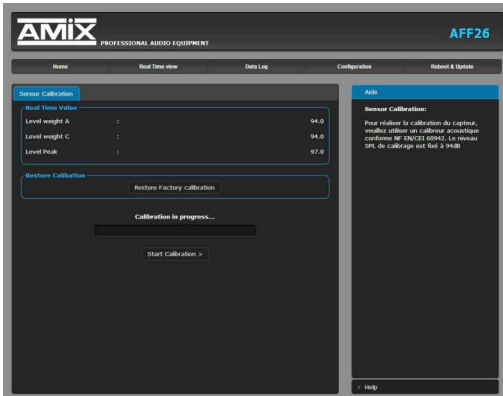 AMIX
PROFESSIONAL AUDIO EQUIPMENT
AFF26
Home Real Time view Data Log Configuration Reboot & Update
Sensor Calibration
Real Time Value
Level weight A : 94.0
Level weight C : 94.0
Level Peak : 97.0
Restore Calibation
Restore Factory calibration
Calibration in progress...
Start Calibration >
Aide
Sensor Calibration:
Pour réaliser la calibration du capteur,
veuillez utiliser un calibreur acoustique
conforme NF EN/CEI 60942. Le niveau
SPL de calibrage est fixé à 94dB
› Help